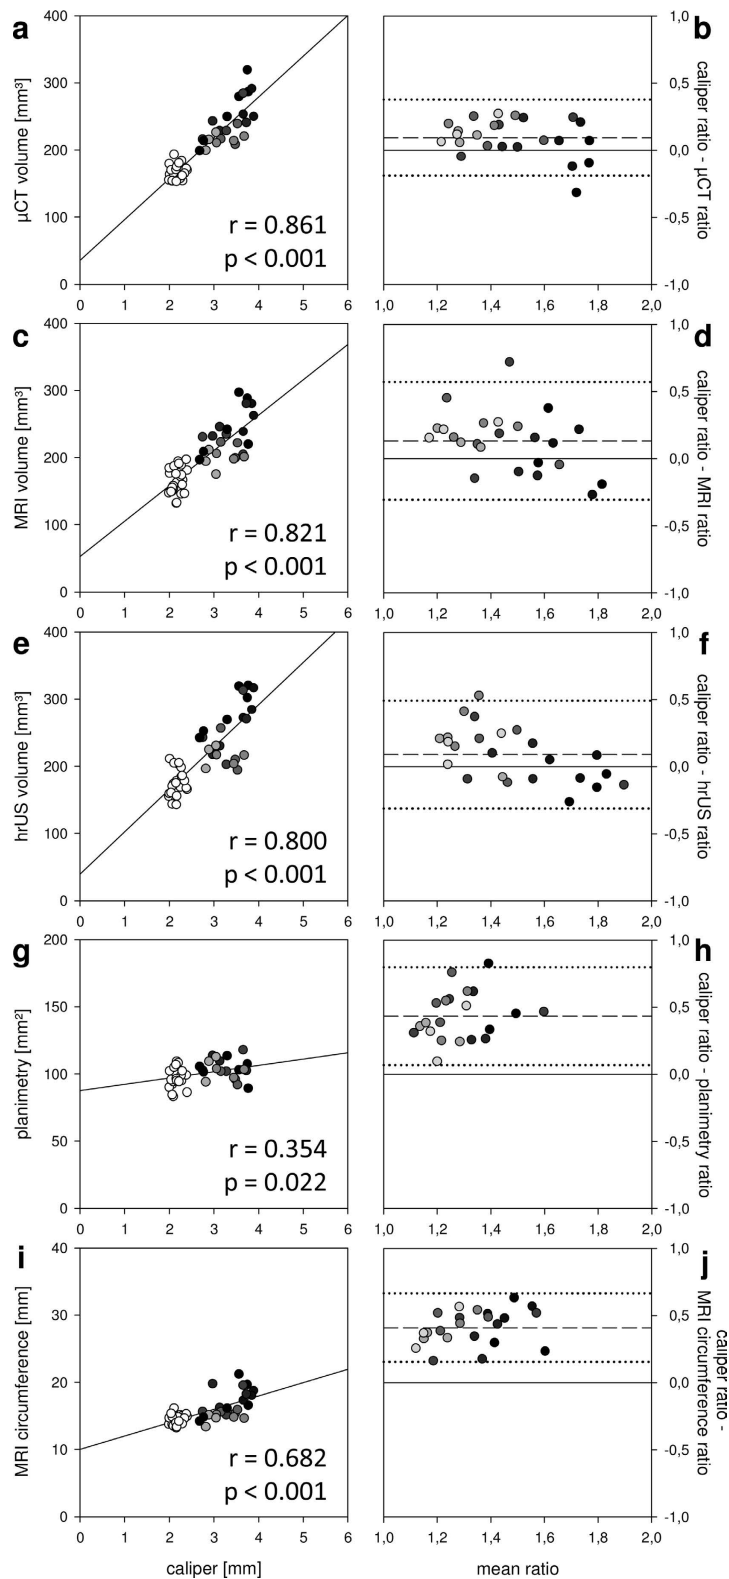 a
400
300
200
100
0
µCT volume [mm³]
r = 0.861
p < 0.001
0 1 2 3 4 5 6
b
1,0
0,5
0,0
-0,5
-1,0
caliper ratio - µCT ratio
1,0 1,2 1,4 1,6 1,8 2,0
c
400
300
200
100
0
MRI volume [mm³]
r = 0.821
p < 0.001
0 1 2 3 4 5 6
d
1,0
0,5
0,0
-0,5
-1,0
caliper ratio - MRI ratio
1,0 1,2 1,4 1,6 1,8 2,0
e
400
300
200
100
0
hrUS volume [mm³]
r = 0.800
p < 0.001
0 1 2 3 4 5 6
f
1,0
0,5
0,0
-0,5
-1,0
caliper ratio - hrUS ratio
1,0 1,2 1,4 1,6 1,8 2,0
g
200
150
100
50
0
planimetry [mm²]
r = 0.354
p = 0.022
0 1 2 3 4 5 6
h
1,0
0,5
0,0
-0,5
-1,0
caliper ratio - planimetry ratio
1,0 1,2 1,4 1,6 1,8 2,0
i
40
30
20
10
0
MRI circumference [mm]
r = 0.682
p < 0.001
0 1 2 3 4 5 6
caliper [mm]
j
1,0
0,5
0,0
-0,5
-1,0
caliper ratio -
MRI circumference ratio
1,0 1,2 1,4 1,6 1,8 2,0
mean ratio